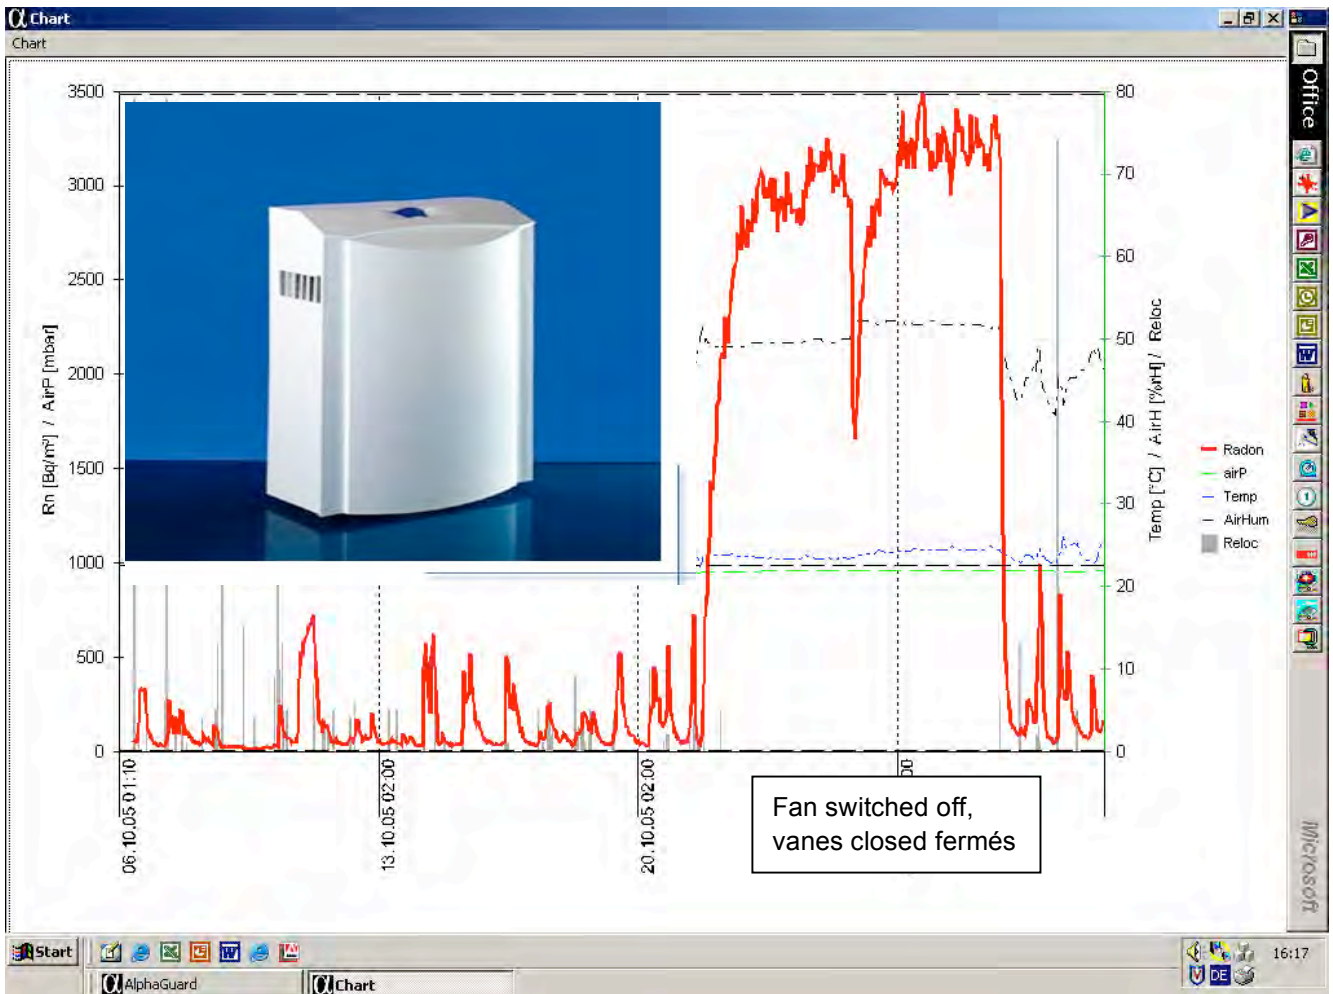 Chart
Chart
Office
3500
3000
2500
2000
1500
1000
500
0
Rn [Bq/m³] / AirP [mbar]
80
70
60
50
40
30
20
10
0
Temp [°C] / AirH [%rH] / Reloc
Radon
airP
Temp
AirHum
Reloc
06.10.05 01:10
13.10.05 02:00
20.10.05 02:00
Fan switched off,
vanes closed fermés
Microsoft
Start
16:17
DE
AlphaGuard
Chart